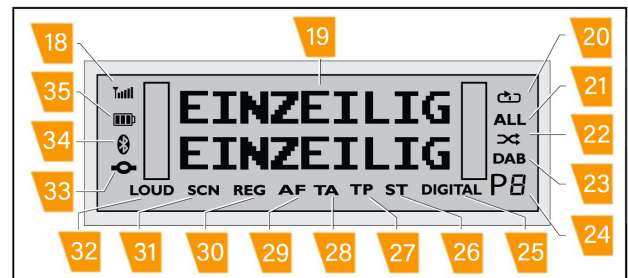 18 19 20
35 EINZEILIG ALL 21
34 EINZEILIG 22
33 DAB 23
LOUD SCN REG AF TA TP ST DIGITAL P8 24
32 31 30 29 28 27 26 25